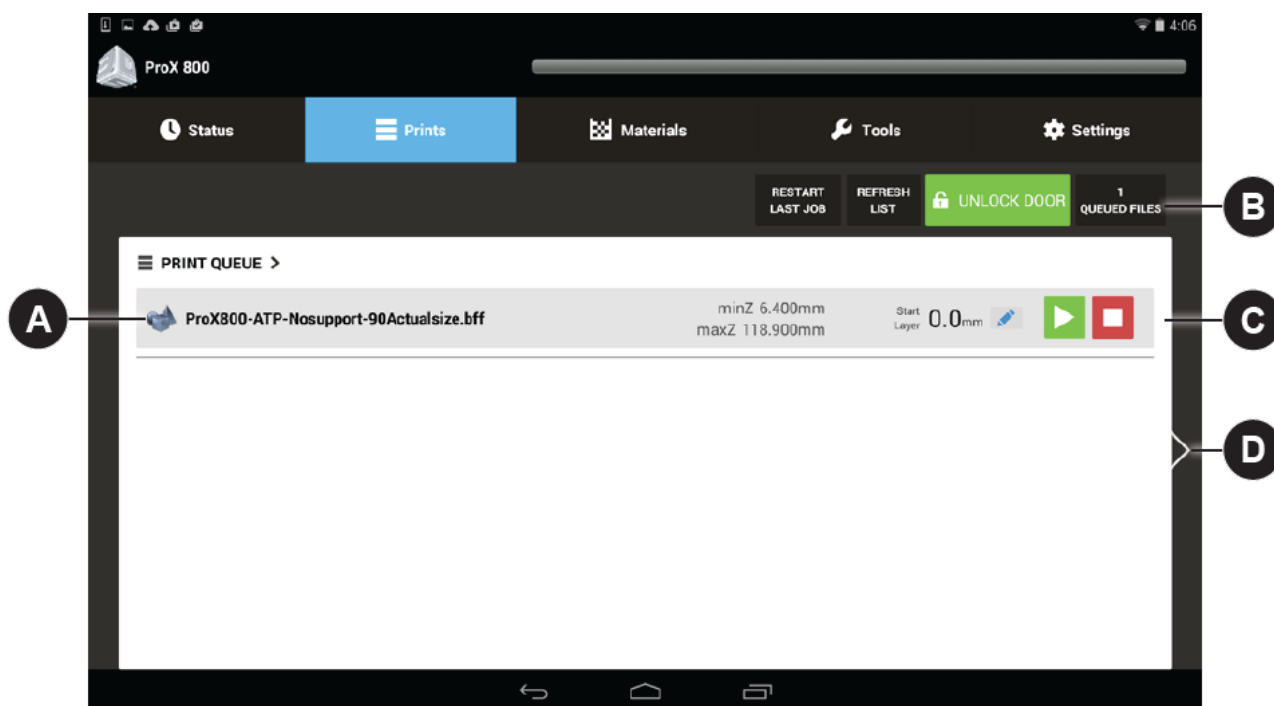 4:06
ProX 800
Status Prints Materials Tools Settings
RESTART LAST JOB
REFRESH LIST
UNLOCK DOOR
1 QUEUED FILES
B
PRINT QUEUE >
A
ProX800-ATP-Nosupport-90Actualsize.bff
minZ 6.400mm
maxZ 118.900mm
Start Layer
0.0mm
C
D